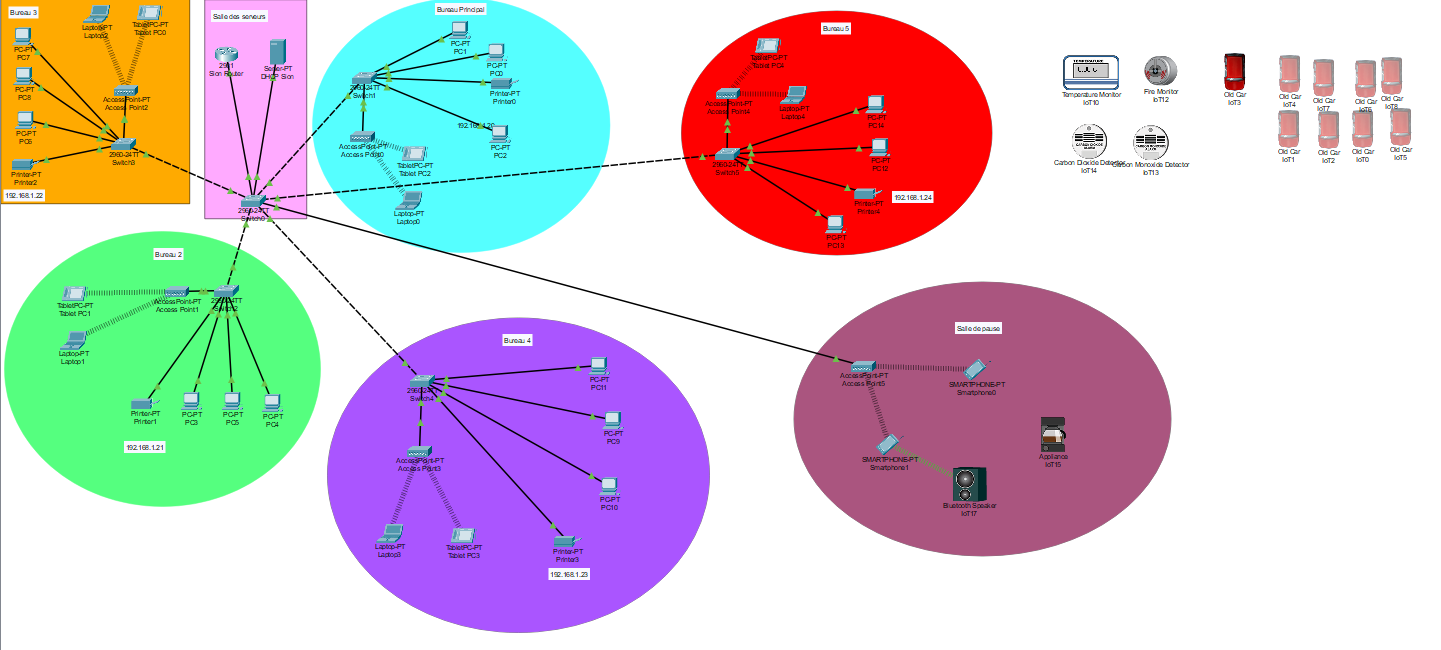 Bureau 3
Laptop-PT
Laptop2
TabletPC-PT
Tablet PC0
PC-PT
PC7
PC-PT
PC8
AccessPoint-PT
Access Point2
PC-PT
PC6
2960-24TT
Switch3
Printer-PT
Printer2
192.168.1.22
Salle des serveurs
2911
Sion Router
Server-PT
DHCP Sion
2960-24TT
Switch0
Bureau Principal
PC-PT
PC1
PC-PT
PC0
2960-24TT
Switch1
Printer-PT
Printer0
192.168.1.20
PC-PT
PC2
AccessPoint-PT
Access Point0
TabletPC-PT
Tablet PC2
Laptop-PT
Laptop0
Bureau 5
TabletPC-PT
Tablet PC4
AccessPoint-PT
Access Point4
Laptop-PT
Laptop4
PC-PT
PC14
PC-PT
PC12
2960-24TT
Switch5
Printer-PT
Printer4
192.168.1.24
PC-PT
PC13
Temperature Monitor
IoT10
Fire Monitor
IoT12
Old Car
IoT3
Old Car
IoT4
Old Car
IoT7
Old Car
IoT6
Old Car
IoT8
Carbon Dioxide Detector
IoT14
Carbon Monoxide Detector
IoT13
Old Car
IoT1
Old Car
IoT2
Old Car
IoT0
Old Car
IoT5
Bureau 2
TabletPC-PT
Tablet PC1
AccessPoint-PT
Access Point1
2960-24TT
Switch2
Laptop-PT
Laptop1
Printer-PT
Printer1
PC-PT
PC3
PC-PT
PC5
PC-PT
PC4
192.168.1.21
Bureau 4
2960-24TT
Switch4
PC-PT
PC11
PC-PT
PC9
AccessPoint-PT
Access Point3
PC-PT
PC10
Laptop-PT
Laptop3
TabletPC-PT
Tablet PC3
Printer-PT
Printer3
192.168.1.23
Salle de pause
AccessPoint-PT
Access Point5
SMARTPHONE-PT
Smartphone0
SMARTPHONE-PT
Smartphone1
Appliance
IoT15
Bluetooth Speaker
IoT17